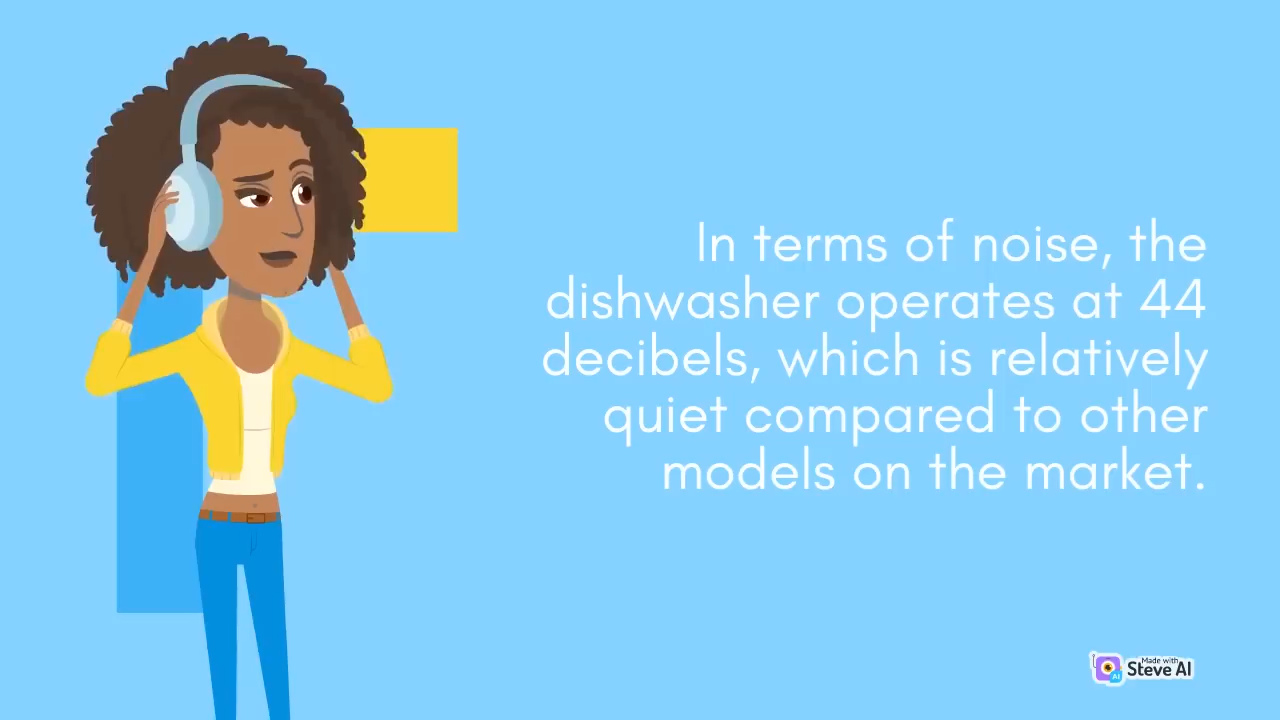 In terms of noise, the
dishwasher operates at 44
decibels, which is relatively
quiet compared to other
models on the market.
Made with
Steve AI
AI